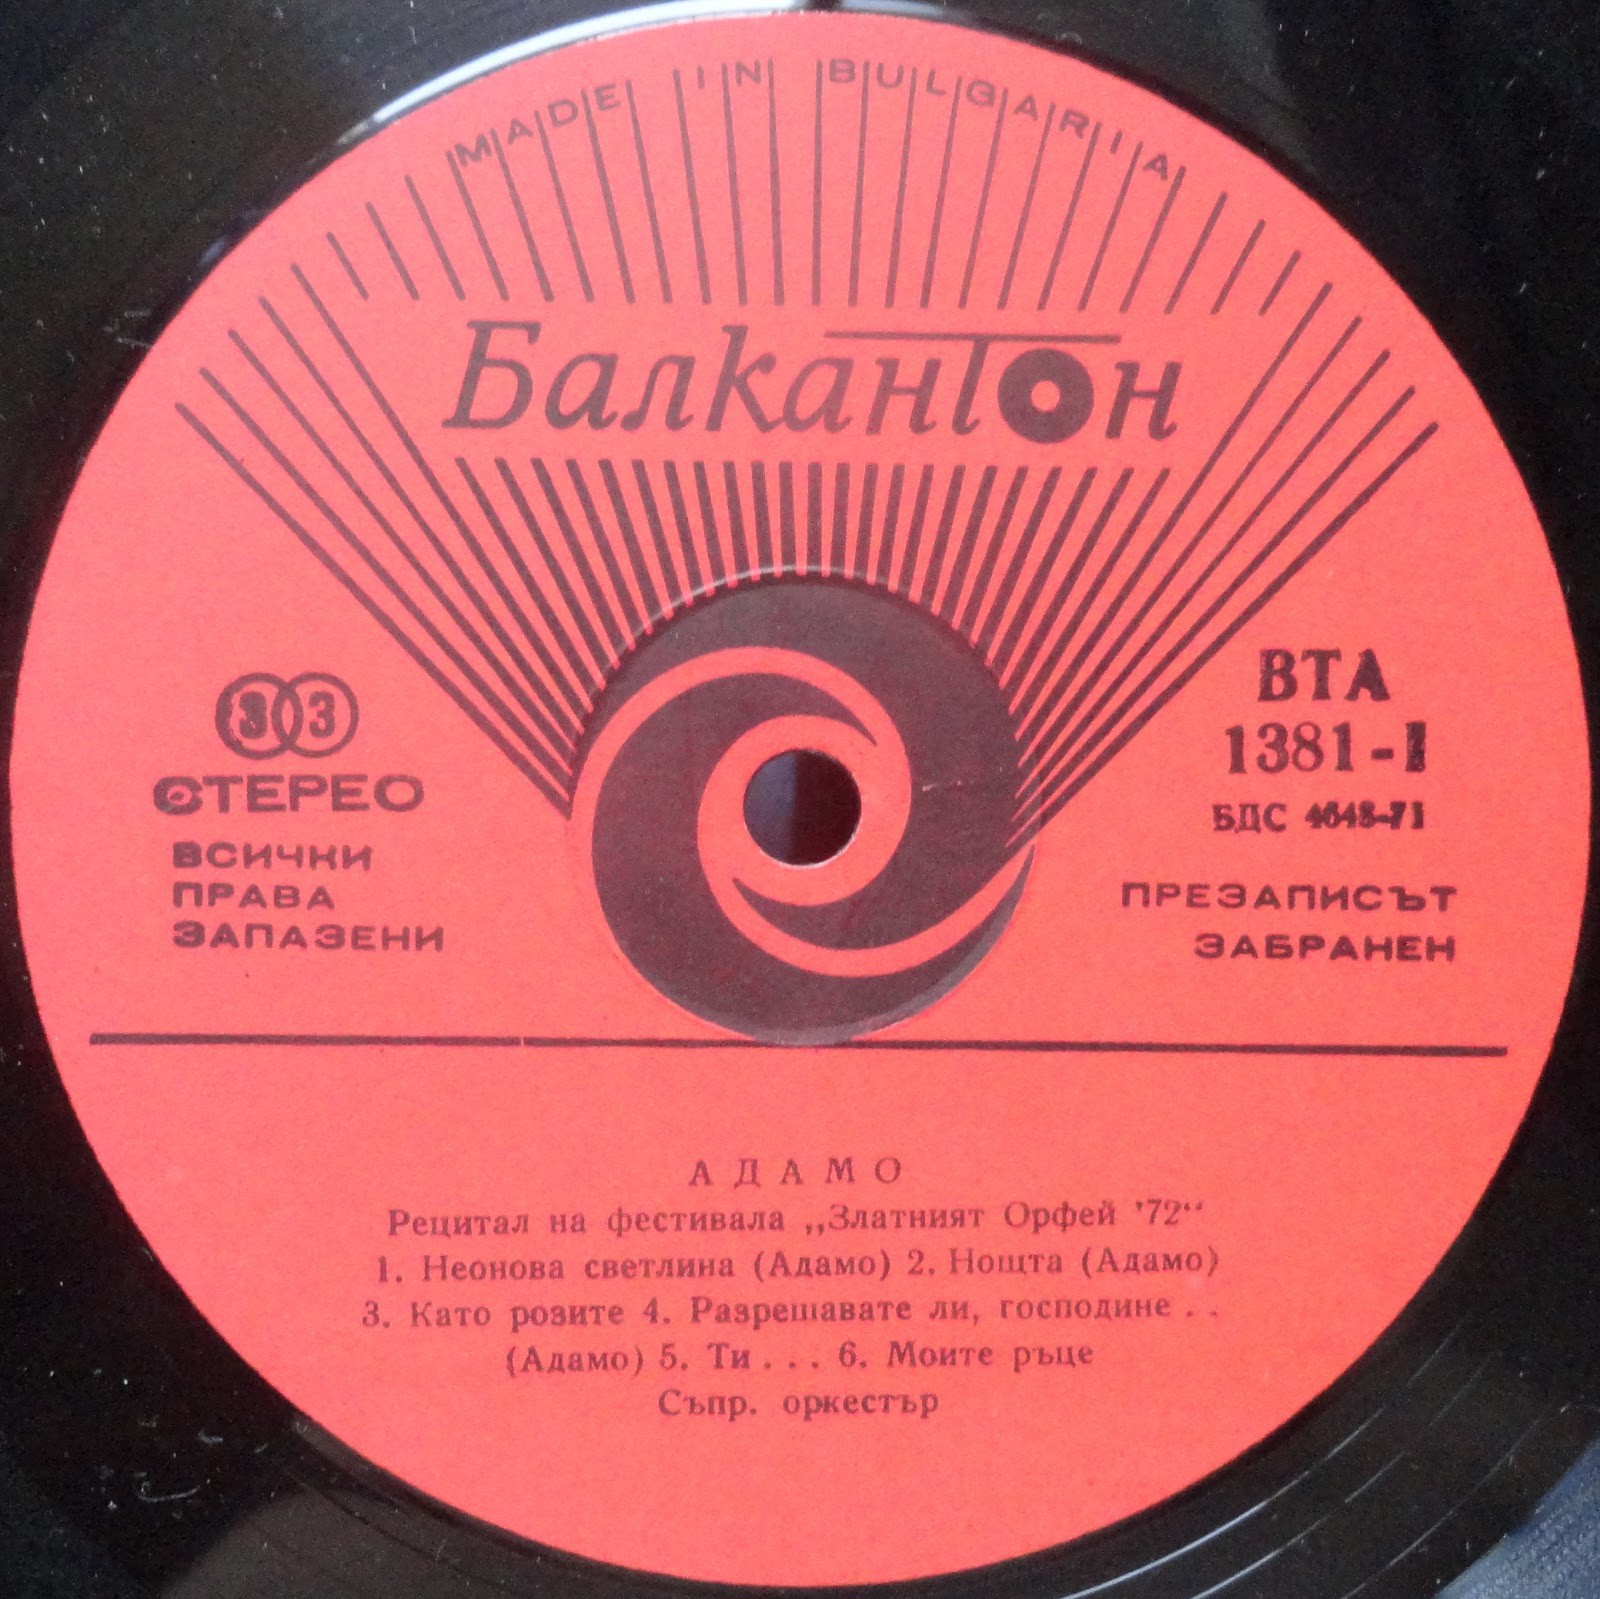 MADE IN BULGARIA
Балкантон
33
СТЕРЕО
ВСИЧКИ
ПРАВА
ЗАПАЗЕНИ
ВТА
1381-I
БДС 4643-71
ПРЕЗАПИСЪТ
ЗАБРАНЕН
АДАМО
Рецитал на фестивала „Златният Орфей '72“
1. Неонова светлина (Адамо) 2. Нощта (Адамо)
3. Като розите 4. Разрешавате ли, господине . .
(Адамо) 5. Ти . . . 6. Моите ръце
Съпр. оркестър